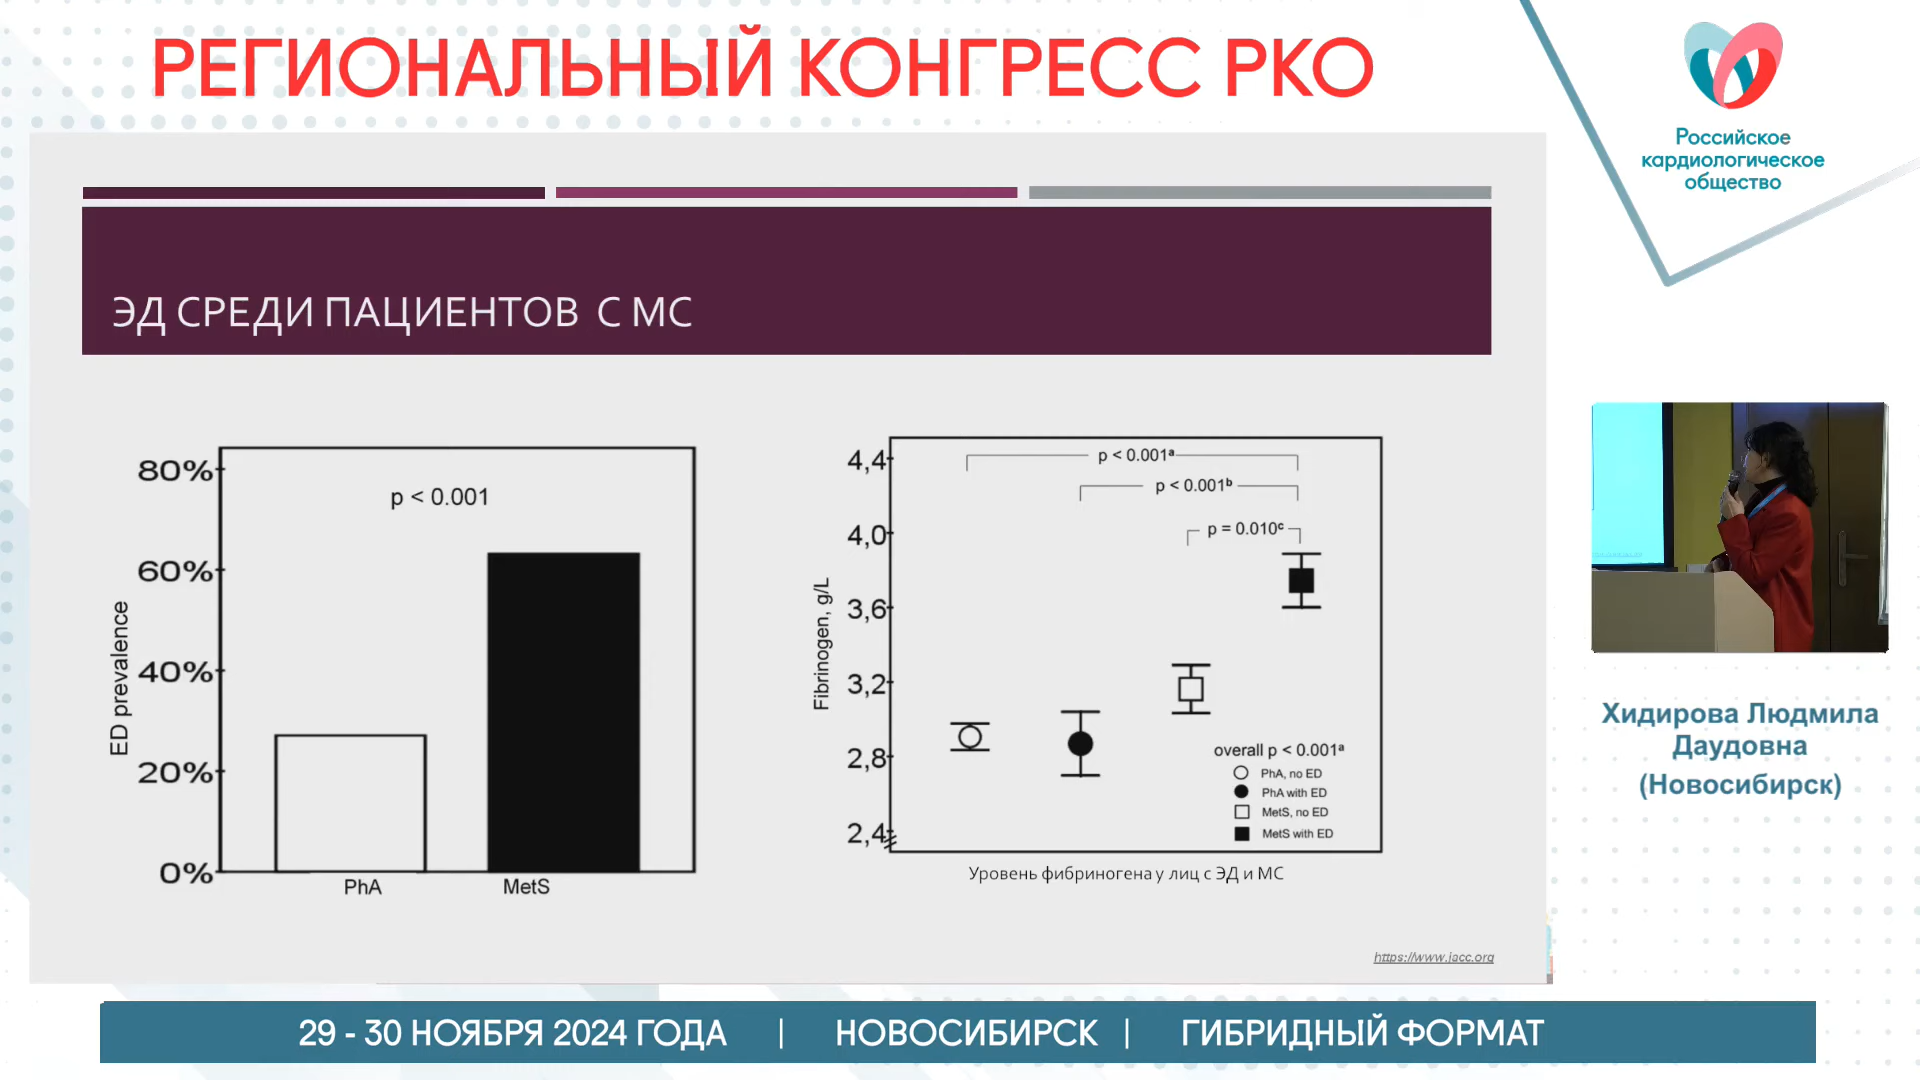 РЕГИОНАЛЬНЫЙ КОНГРЕСС РКО
Российское
кардиологическое
общество
ЭД СРЕДИ ПАЦИЕНТОВ С МС
80%
60%
40%
20%
0%
ED prevalence
p < 0.001
PhA
MetS
4,4
4,0
3,6
3,2
2,8
2,4
Fibrinogen, g/L
p < 0.001ᵃ
p < 0.001ᵇ
p = 0.010ᶜ
overall p < 0.001ᵃ
PhA, no ED
PhA with ED
MetS, no ED
MetS with ED
Уровень фибриногена у лиц с ЭД и МС
https://www.jacc.org
Хидирова Людмила
Даудовна
(Новосибирск)
29 - 30 НОЯБРЯ 2024 ГОДА | НОВОСИБИРСК | ГИБРИДНЫЙ ФОРМАТ